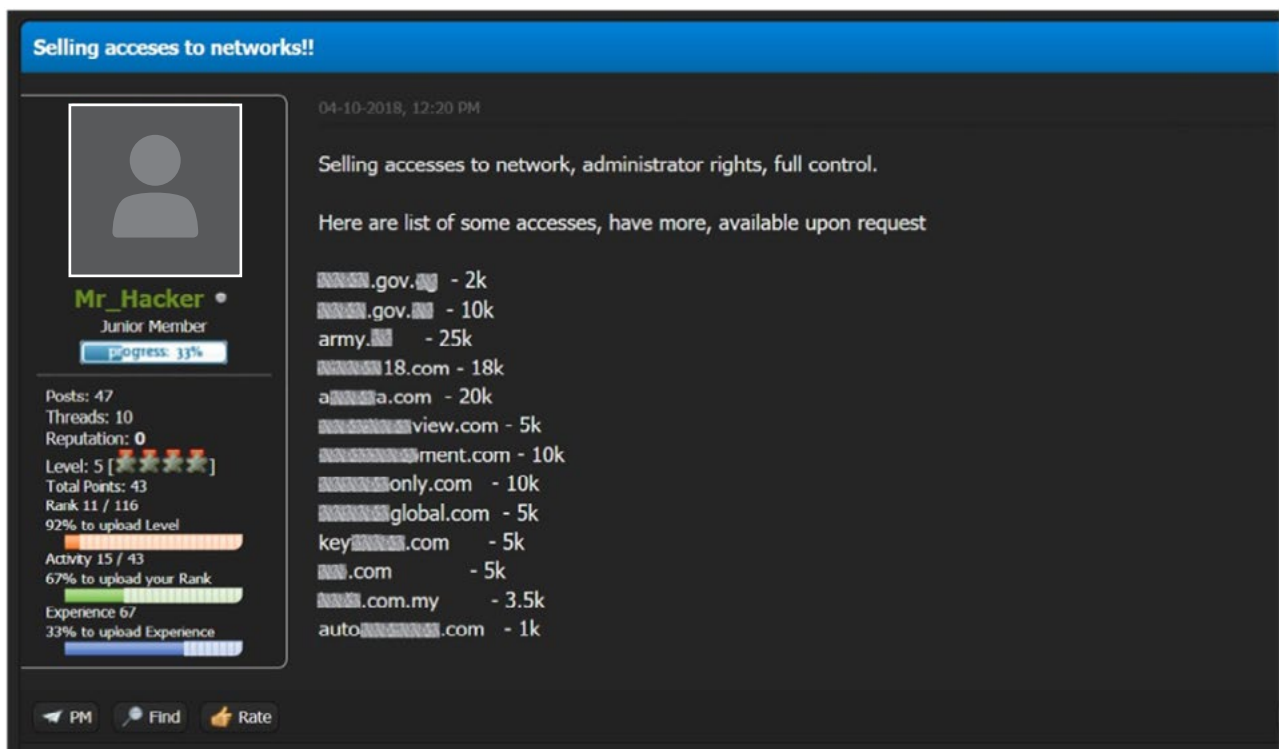 Selling acceses to networks!!
04-10-2018, 12:20 PM
Selling accesses to network, administrator rights, full control.
Here are list of some accesses, have more, available upon request
.gov. - 2k
.gov. - 10k
army. - 25k
18.com - 18k
a a.com - 20k
view.com - 5k
ment.com - 10k
only.com - 10k
global.com - 5k
key .com - 5k
.com - 5k
.com.my - 3.5k
auto .com - 1k
Mr_Hacker
Junior Member
progress: 33%
Posts: 47
Threads: 10
Reputation: 0
Level: 5 [ ]
Total Points: 43
Rank 11 / 116
92% to upload Level
Activity 15 / 43
67% to upload your Rank
Experience 67
33% to upload Experience
PM Find Rate